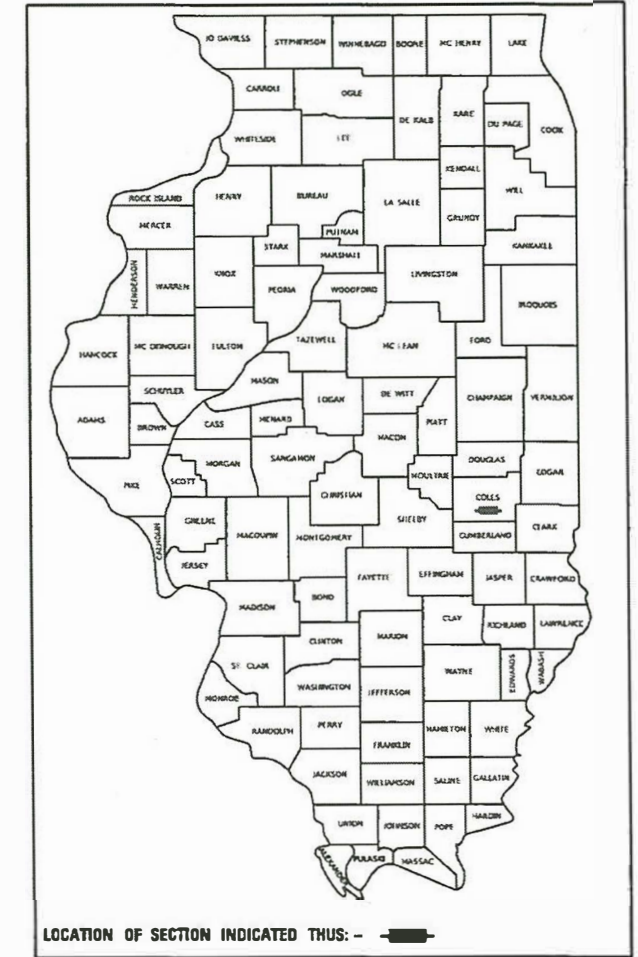 JO DAVIESS STEPHENSON WINNEBAGO BOONE MC HENRY LAKE
CARROLL OGLE
DE KALB KANE DU PAGE COOK
WHITESIDE LEE
KENDALL
ROCK ISLAND HENRY BUREAU LA SALLE WILL
MERCER PUTNAM GRUNDY
STARK MARSHALL KANKAKEE
HENDERSON WARREN KNOX PEORIA WOODFORD LIVINGSTON
IROQUOIS
HANCOCK MC DONOUGH FULTON TAZEWELL MC LEAN FORD
MASON
SCHUYLER LOGAN DE WITT CHAMPAIGN VERMILION
ADAMS BROWN CASS MENARD PIATT
MACON
PIKE SCOTT MORGAN SANGAMON MOULTRIE DOUGLAS EDGAR
CHRISTIAN COLES
CALHOUN GREENE MACOUPIN MONTGOMERY SHELBY CUMBERLAND CLARK
JERSEY
FAYETTE EFFINGHAM JASPER CRAWFORD
MADISON BOND
CLAY RICHLAND LAWRENCE
CLINTON MARION
ST. CLAIR WAYNE EDWARDS WABASH
MONROE WASHINGTON JEFFERSON
RANDOLPH PERRY HAMILTON WHITE
FRANKLIN
JACKSON WILLIAMSON SALINE GALLATIN
UNION JOHNSON POPE HARDIN
ALEXANDER PULASKI MASSAC
LOCATION OF SECTION INDICATED THUS: -